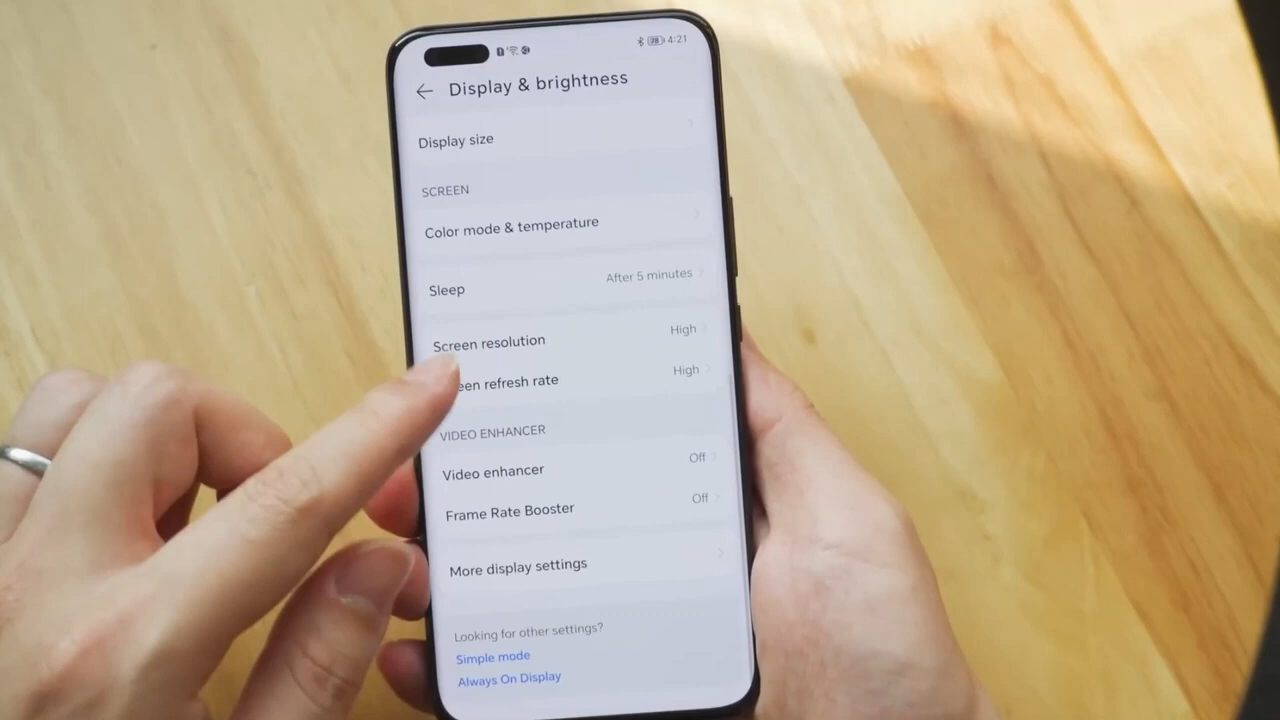 4:21
Display & brightness
Display size
SCREEN
Color mode & temperature
Sleep After 5 minutes
Screen resolution High
een refresh rate High
VIDEO ENHANCER
Video enhancer Off
Frame Rate Booster Off
More display settings
Looking for other settings?
Simple mode
Always On Display